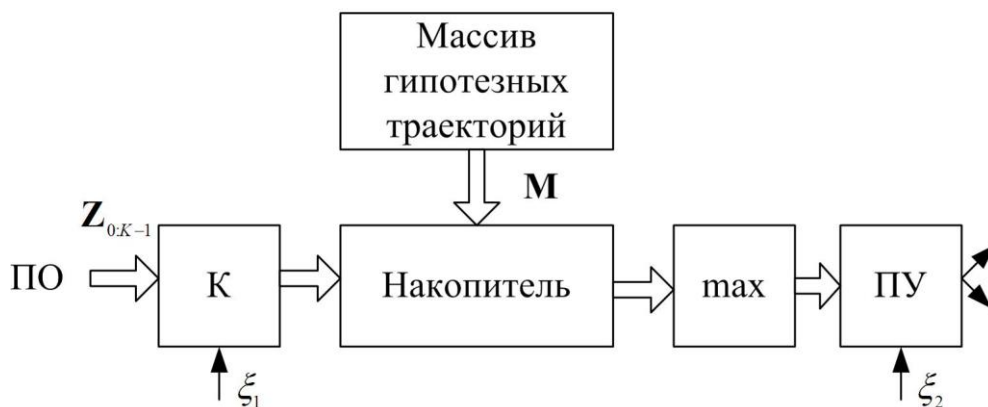 Массив
гипотезных
траекторий
M
Z0:K−1
ПО
К
Накопитель
max
ПУ
ξ1
ξ2